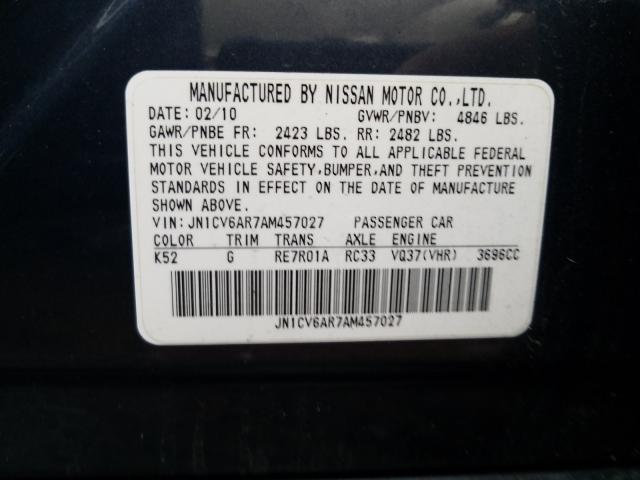 MANUFACTURED BY NISSAN MOTOR CO.,LTD.
DATE: 02/10 GVWR/PNBV: 4846 LBS.
GAWR/PNBE FR: 2423 LBS. RR: 2482 LBS.
THIS VEHICLE CONFORMS TO ALL APPLICABLE FEDERAL
MOTOR VEHICLE SAFETY,BUMPER,AND THEFT PREVENTION
STANDARDS IN EFFECT ON THE DATE OF MANUFACTURE
SHOWN ABOVE.
VIN: JN1CV6AR7AM457027 PASSENGER CAR
COLOR TRIM TRANS AXLE ENGINE
K52 G RE7R01A RC33 VQ37(VHR) 3696CC
JN1CV6AR7AM457027